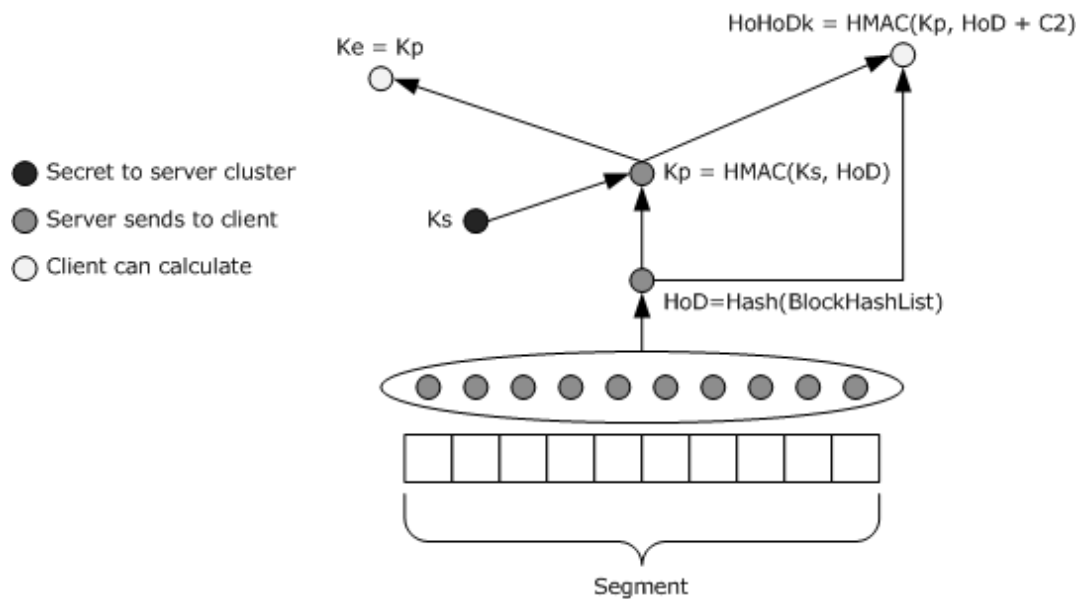 HoHoDk = HMAC(Kp, HoD + C2)
Ke = Kp
Secret to server cluster
Kp = HMAC(Ks, HoD)
Server sends to client
Ks
Client can calculate
HoD=Hash(BlockHashList)
Segment